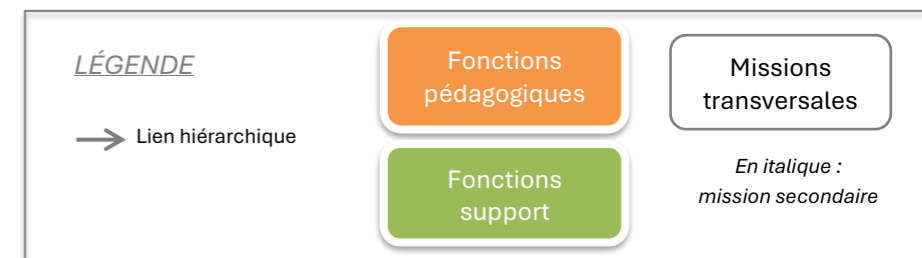 LÉGENDE
Lien hiérarchique
Fonctions
pédagogiques
Fonctions
support
Missions
transversales
En italique :
mission secondaire